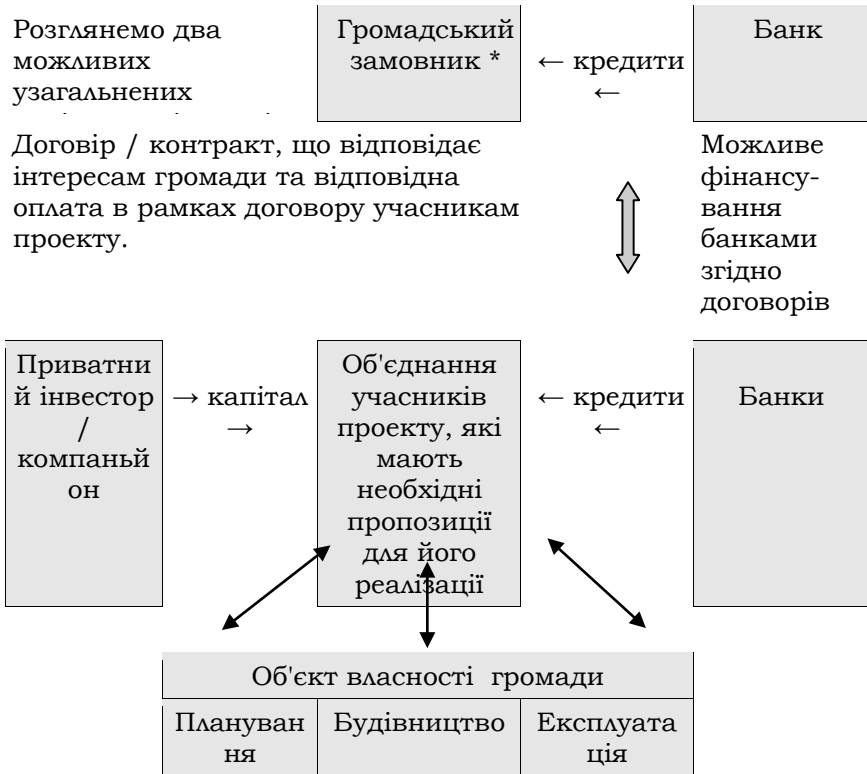 Розглянемо два
можливих
узагальнених
Громадський
замовник *
← кредити
←
Банк
Договір / контракт, що відповідає
інтересам громади та відповідна
оплата в рамках договору учасникам
проекту.
Можливе
фінансу-
вання
банками
згідно
договорів
Приватни
й інвестор
/
компаньй
он
→ капітал
→
Об'єднання
учасників
проекту, які
мають
необхідні
пропозиції
для його
реалізації
← кредити
←
Банки
Об'єкт власності громади
Плануван
ня
Будівництво
Експлуата
ція